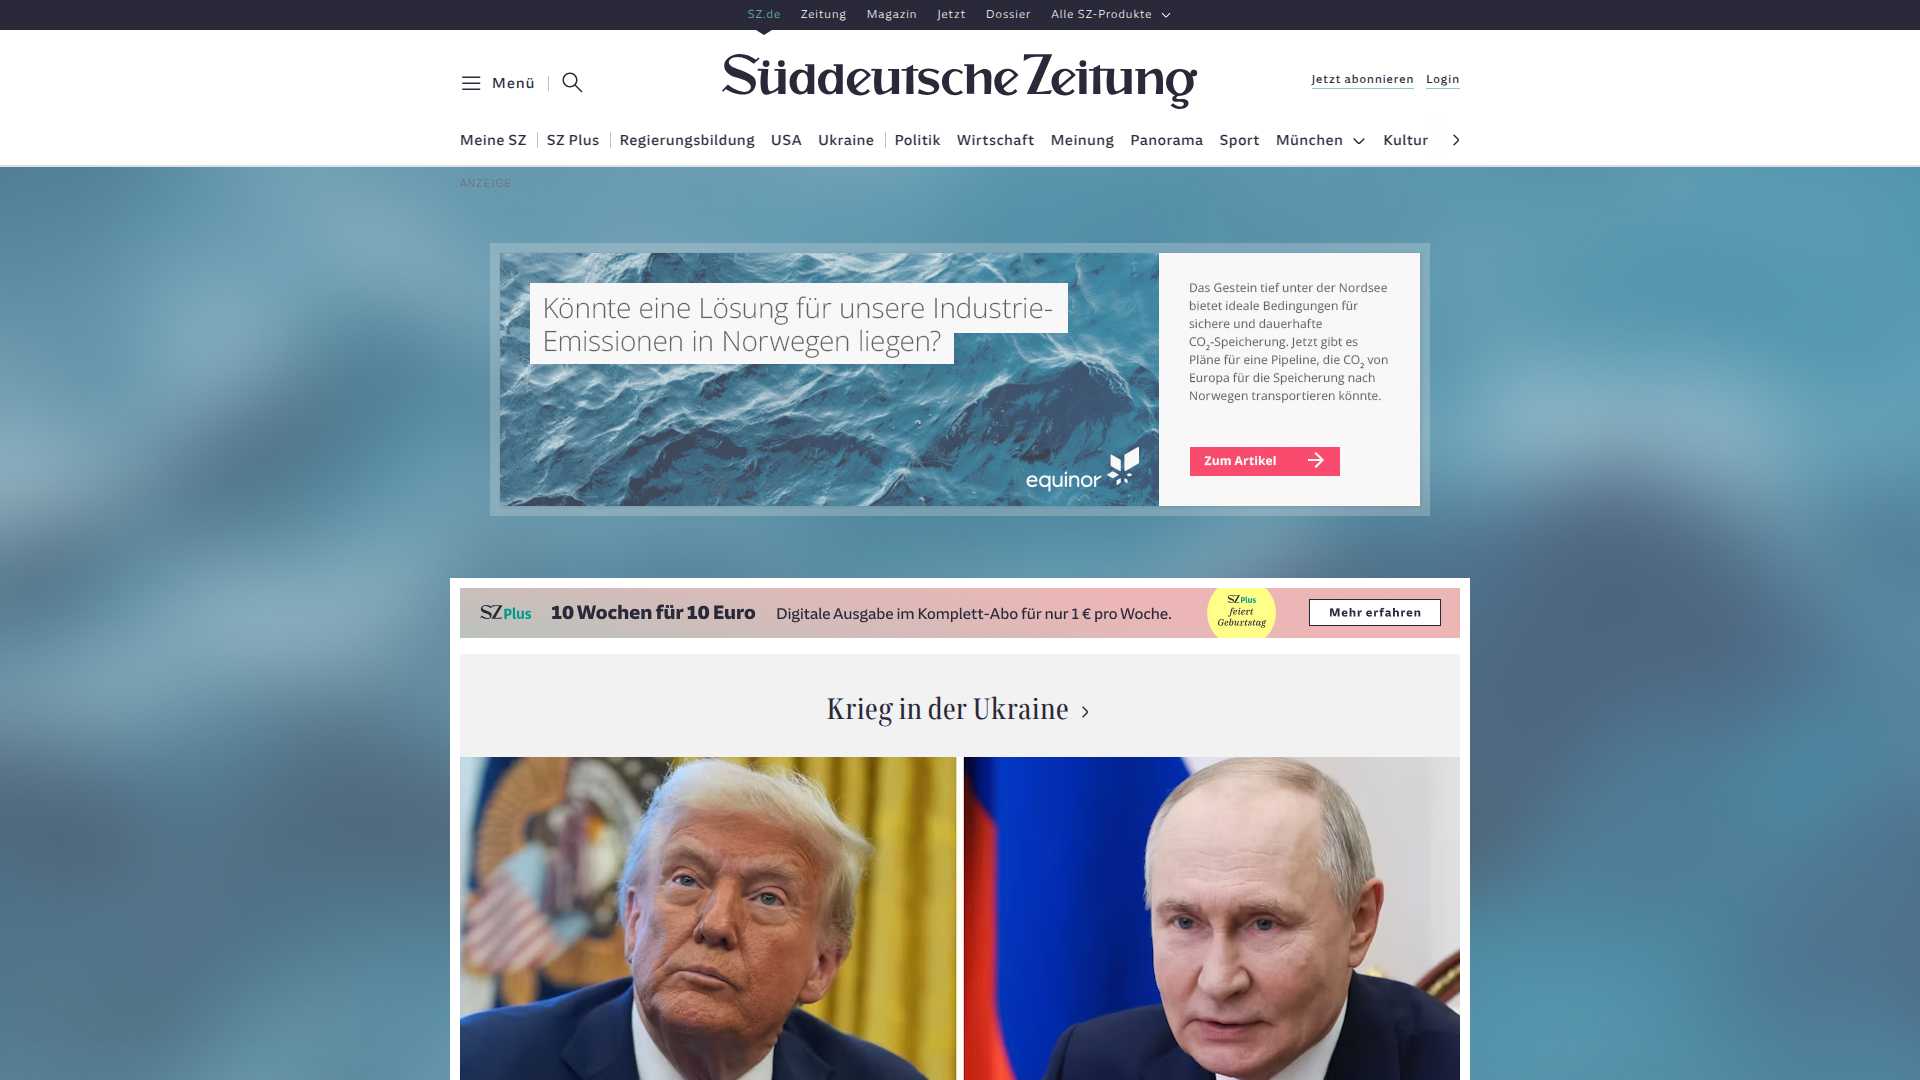 SZ.de Zeitung Magazin Jetzt Dossier Alle SZ-Produkte
Menü
Süddeutsche Zeitung
Jetzt abonnieren Login
Meine SZ SZ Plus Regierungsbildung USA Ukraine Politik Wirtschaft Meinung Panorama Sport München Kultur
ANZEIGE
Könnte eine Lösung für unsere Industrie-
Emissionen in Norwegen liegen?
equinor
Das Gestein tief unter der Nordsee
bietet ideale Bedingungen für
sichere und dauerhafte
CO₂-Speicherung. Jetzt gibt es
Pläne für eine Pipeline, die CO₂ von
Europa für die Speicherung nach
Norwegen transportieren könnte.
Zum Artikel
SZ Plus 10 Wochen für 10 Euro Digitale Ausgabe im Komplett-Abo für nur 1 € pro Woche.
SZ Plus
feiert
Geburtstag
Mehr erfahren
Krieg in der Ukraine